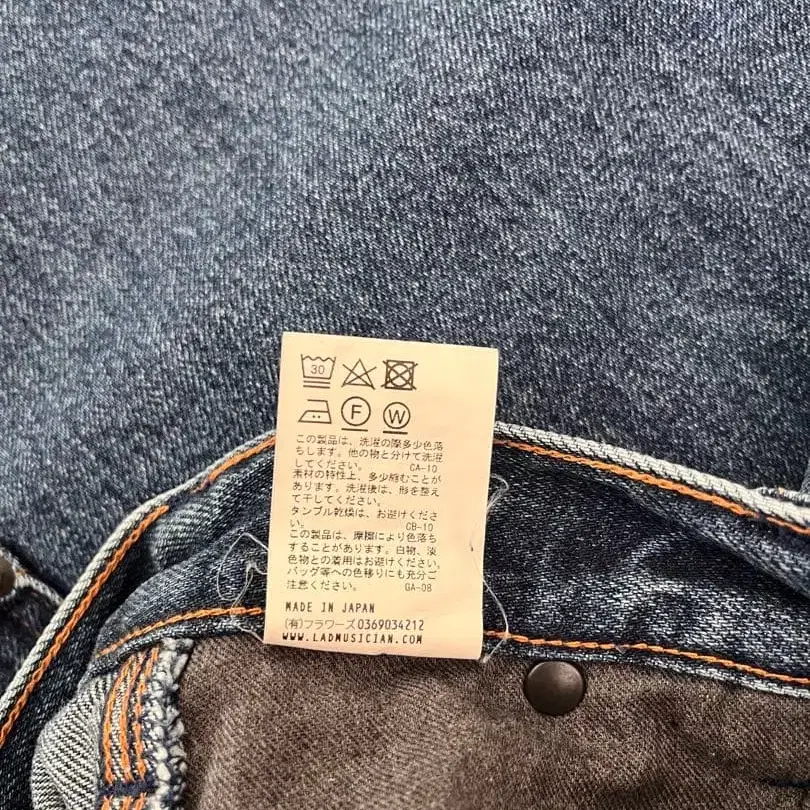 30
F W
この製品は、洗濯の際多少色落
ちします。他の物と分けて洗濯
してください。 CA-10
素材の特性上、多少縮むことが
あります。洗濯後は、形を整え
て干してください。
タンブル乾燥は、お避けくださ
い。 CB-10
この製品は、摩擦により色落ち
することがあります。白物、淡
色物との着用はお避けください。
バッグ等への色移りにも充分ご
注意ください。 GA-08
MADE IN JAPAN
(有)フラワーズ0369034212
WWW.LADMUSICIAN.COM